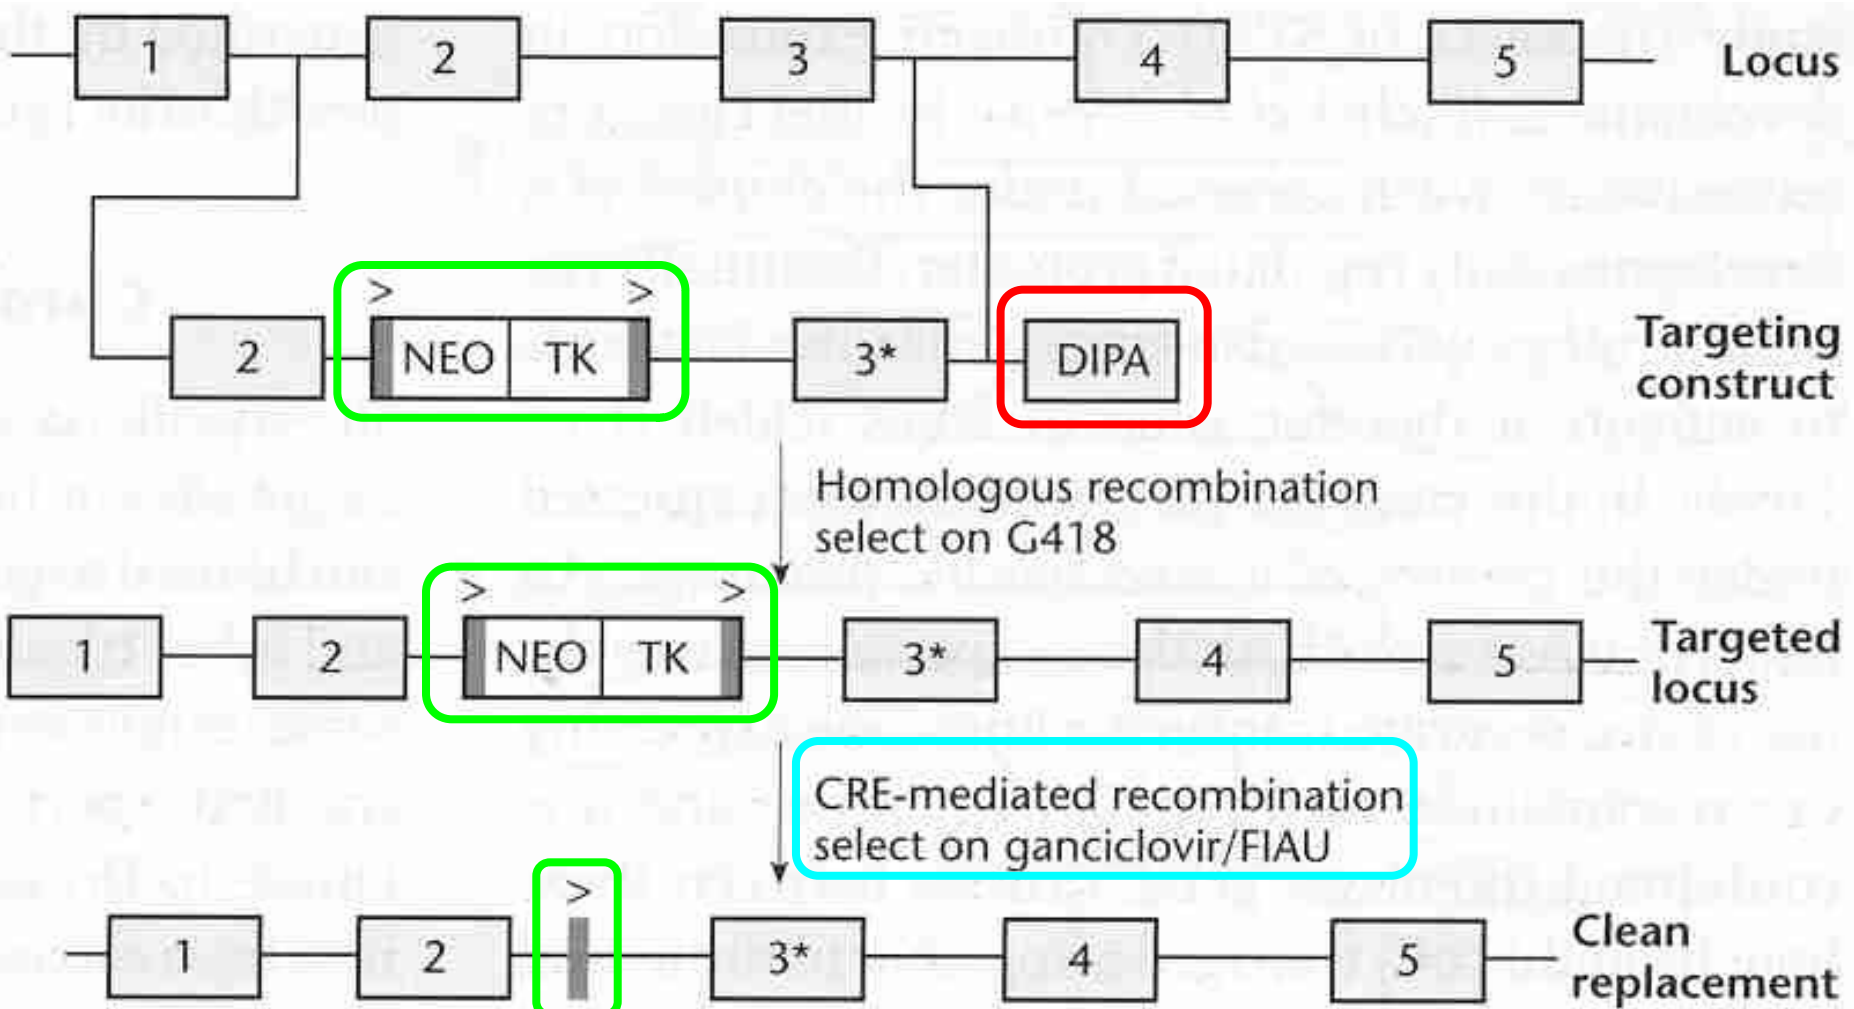 1 2 3 4 5 Locus
> >
2 NEO TK 3* DIPA Targeting
construct
Homologous recombination
select on G418
> >
1 2 NEO TK 3* 4 5 Targeted
locus
CRE-mediated recombination
select on ganciclovir/FIAU
>
1 2 3* 4 5 Clean
replacement